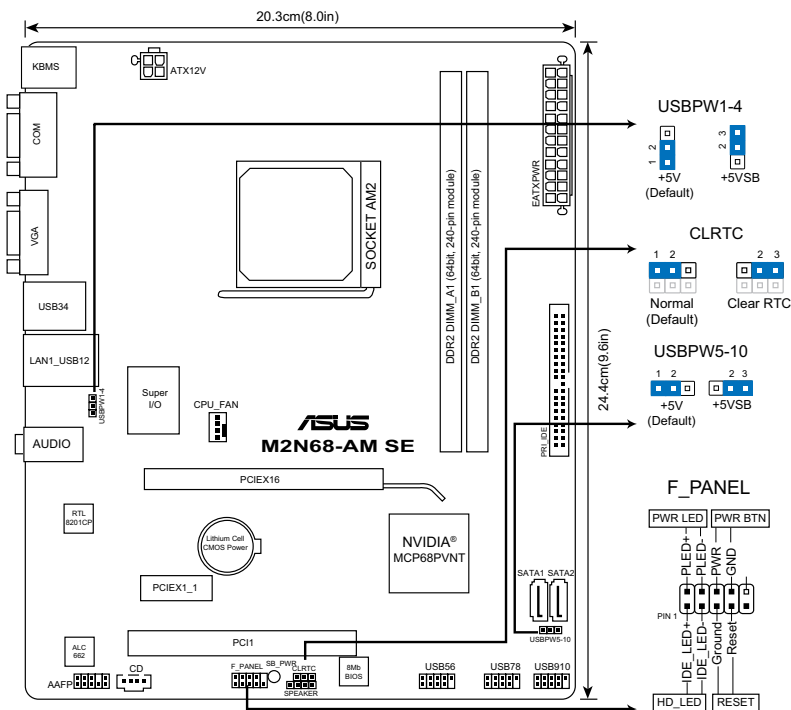 20.3cm(8.0in)
KBMS
ATX12V
COM
VGA
USB34
LAN1_USB12
USBPW1-4
AUDIO
Super
I/O
CPU_FAN
SOCKET AM2
DDR2 DIMM_A1 (64bit, 240-pin module)
DDR2 DIMM_B1 (64bit, 240-pin module)
EATXPWR
PRI_IDE
24.4cm(9.6in)
ASUS
M2N68-AM SE
PCIEX16
RTL
8201CP
Lithium Cell
CMOS Power
NVIDIA®
MCP68PVNT
PCIEX1_1
SATA1 SATA2
USBPW5-10
PCI1
ALC
662
AAFP
CD
F_PANEL
SB_PWR
CLRTC
SPEAKER
8Mb
BIOS
USB56
USB78
USB910
USBPW1-4
1 2
2 3
+5V
(Default)
+5VSB
CLRTC
1 2
2 3
Normal
(Default)
Clear RTC
USBPW5-10
1 2
2 3
+5V
(Default)
+5VSB
F_PANEL
PWR LED
PWR BTN
PLED+
PLED-
PWR
GND
PIN 1
IDE_LED+
IDE_LED-
Ground
Reset
HD_LED
RESET